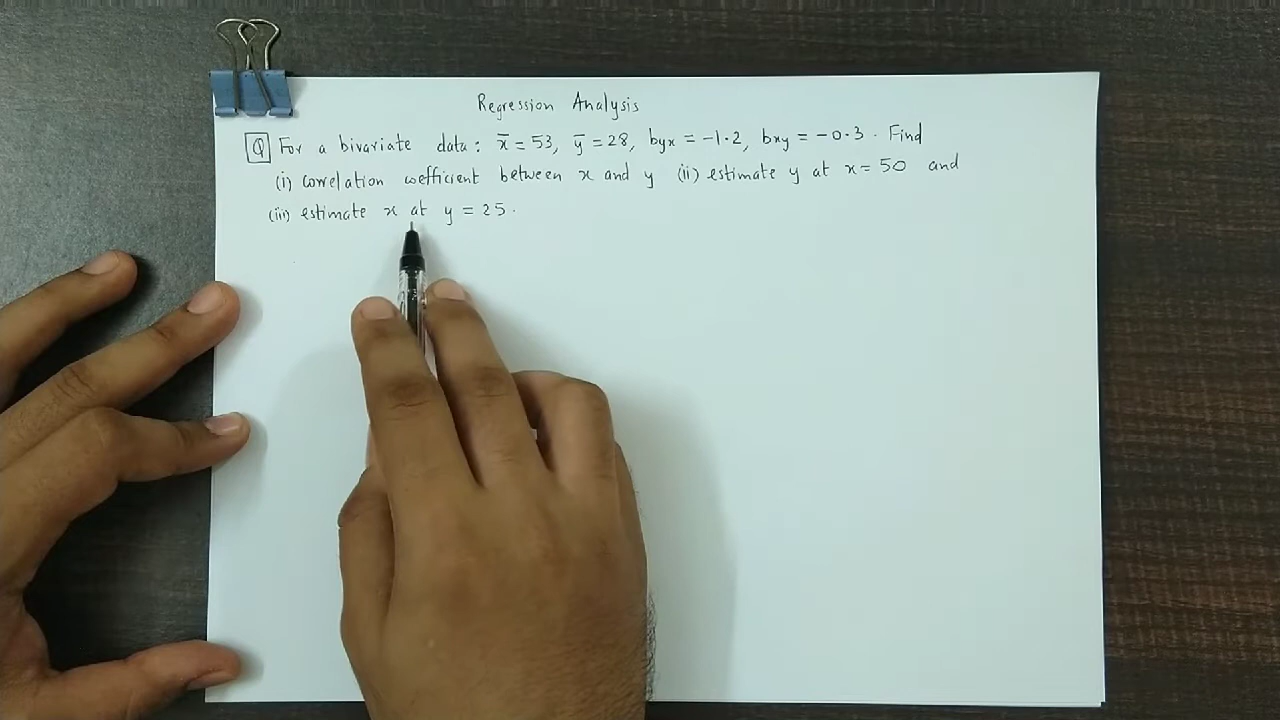 Regression Analysis
Q For a bivariate data: x̄ = 53, ȳ = 28, byx = -1.2, bxy = -0.3. Find
(i) correlation coefficient between x and y (ii) estimate y at x = 50 and
(iii) estimate x at y = 25.